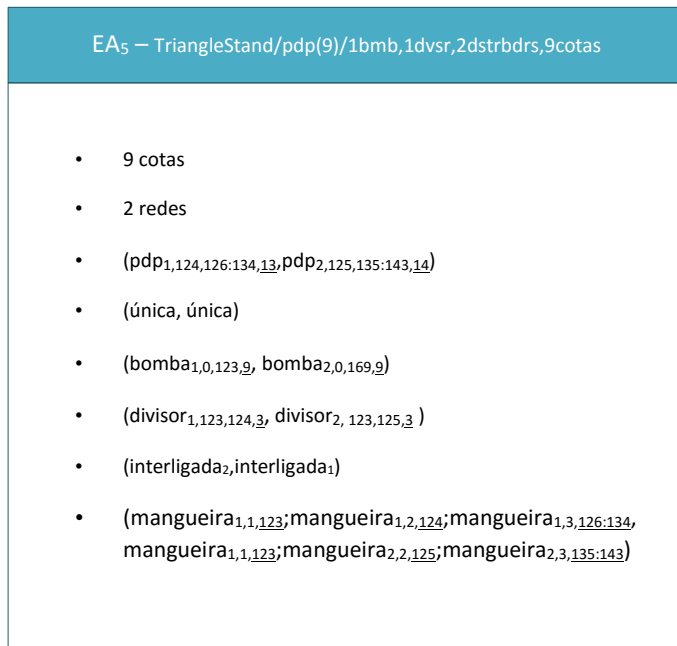 EA₅ – TriangleStand/pdp(9)/1bmb,1dvsr,2dstrbdrs,9cotas
• 9 cotas
• 2 redes
• (pdp₁,₁₂₄,₁₂₆:₁₃₄,₁₃,pdp₂,₁₂₅,₁₃₅:₁₄₃,₁₄)
• (única, única)
• (bomba₁,₀,₁₂₃,₉, bomba₂,₀,₁₆₉,₉)
• (divisor₁,₁₂₃,₁₂₄,₃, divisor₂, ₁₂₃,₁₂₅,₃ )
• (interligada₂,interligada₁)
• (mangueira₁,₁,₁₂₃;mangueira₁,₂,₁₂₄;mangueira₁,₃,₁₂₆:₁₃₄,
mangueira₁,₁,₁₂₃;mangueira₂,₂,₁₂₅;mangueira₂,₃,₁₃₅:₁₄₃)